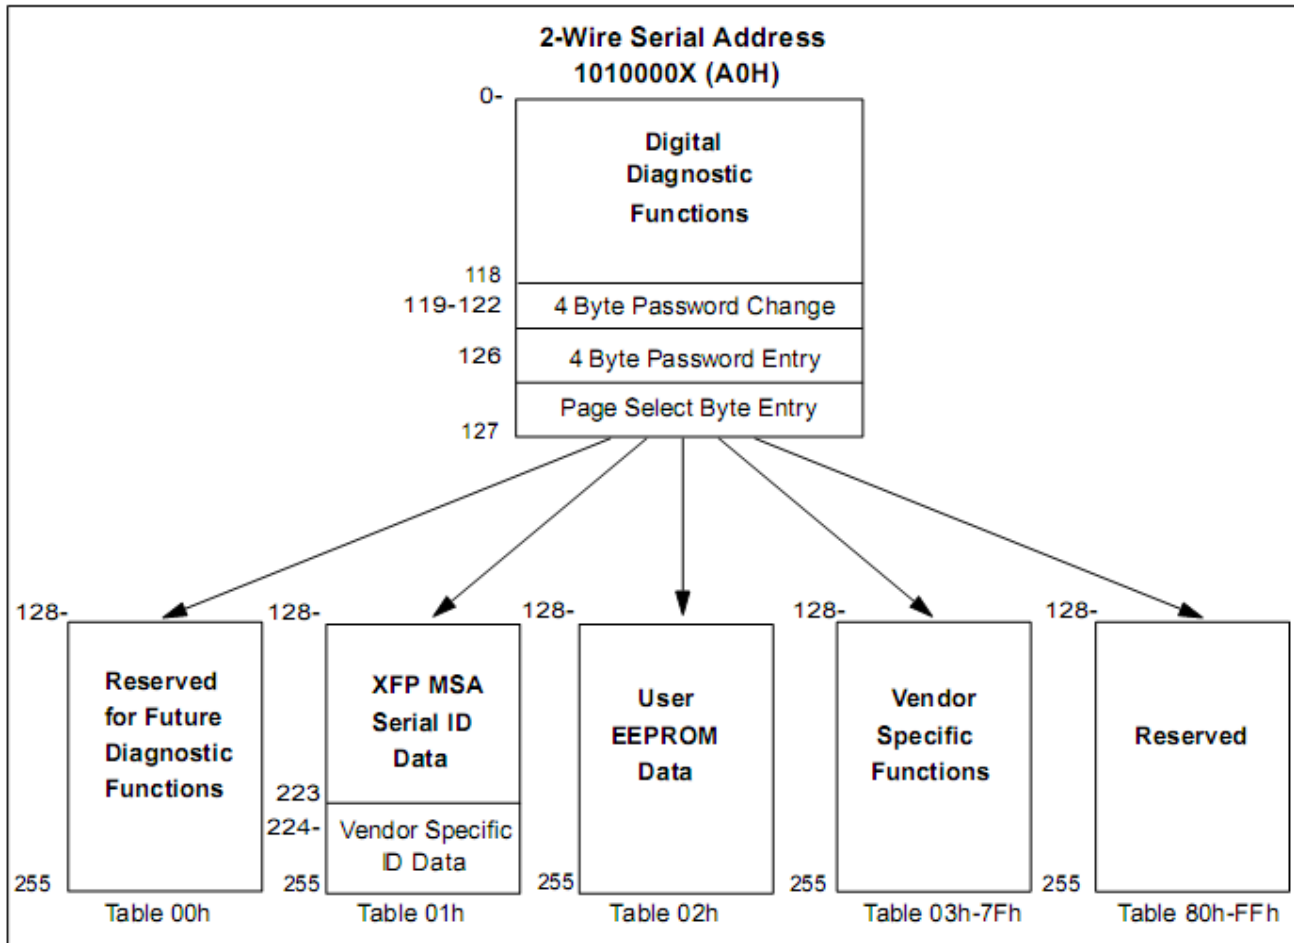 2-Wire Serial Address
1010000X (A0H)
0-
Digital
Diagnostic
Functions
118
119-122
4 Byte Password Change
126
4 Byte Password Entry
Page Select Byte Entry
127
128-
Reserved
for Future
Diagnostic
Functions
255
Table 00h
128-
XFP MSA
Serial ID
Data
223
224-
Vendor Specific
ID Data
255
Table 01h
128-
User
EEPROM
Data
255
Table 02h
128-
Vendor
Specific
Functions
255
Table 03h-7Fh
128-
Reserved
255
Table 80h-FFh